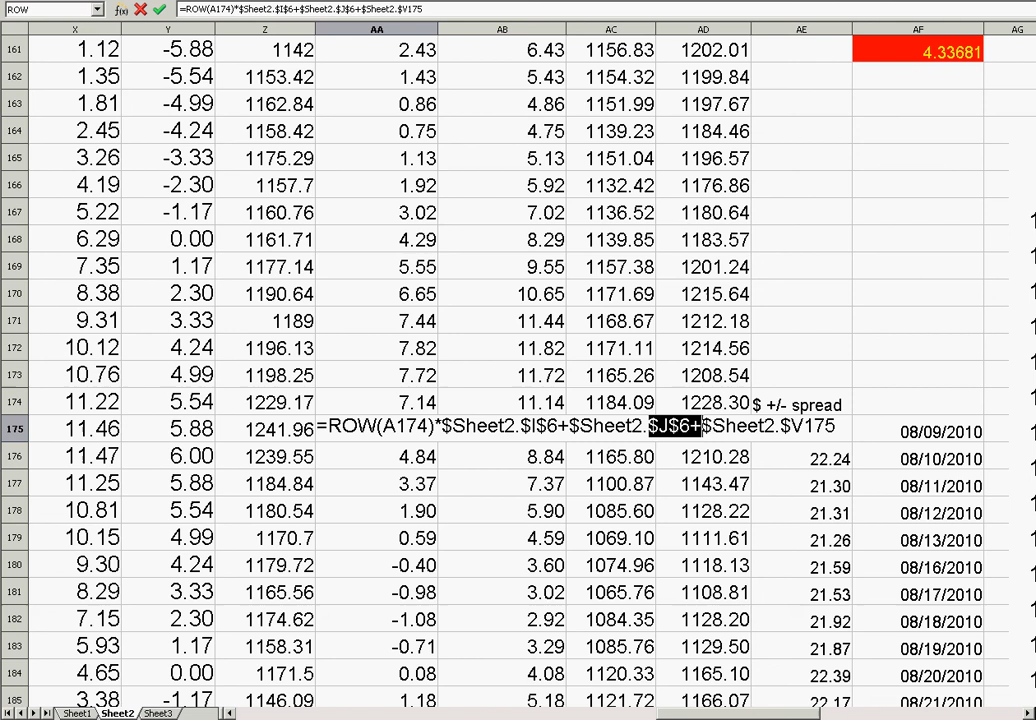 ROW =ROW(A174)*$Sheet2.$I$6+$Sheet2.$J$6+$Sheet2.$V175
X Y Z AA AB AC AD AE AF AG
161 1.12 -5.88 1142 2.43 6.43 1156.83 1202.01 4.33681
162 1.35 -5.54 1153.42 1.43 5.43 1154.32 1199.84
163 1.81 -4.99 1162.84 0.86 4.86 1151.99 1197.67
164 2.45 -4.24 1158.42 0.75 4.75 1139.23 1184.46
165 3.26 -3.33 1175.29 1.13 5.13 1151.04 1196.57
166 4.19 -2.30 1157.7 1.92 5.92 1132.42 1176.86
167 5.22 -1.17 1160.76 3.02 7.02 1136.52 1180.64
168 6.29 0.00 1161.71 4.29 8.29 1139.85 1183.57
169 7.35 1.17 1177.14 5.55 9.55 1157.38 1201.24
170 8.38 2.30 1190.64 6.65 10.65 1171.69 1215.64
171 9.31 3.33 1189 7.44 11.44 1168.67 1212.18
172 10.12 4.24 1196.13 7.82 11.82 1171.11 1214.56
173 10.76 4.99 1198.25 7.72 11.72 1165.26 1208.54
174 11.22 5.54 1229.17 7.14 11.14 1184.09 1228.30 $ +/- spread
175 11.46 5.88 1241.96 =ROW(A174)*$Sheet2.$I$6+$Sheet2.$J$6+$Sheet2.$V175 08/09/2010
176 11.47 6.00 1239.55 4.84 8.84 1165.80 1210.28 22.24 08/10/2010
177 11.25 5.88 1184.84 3.37 7.37 1100.87 1143.47 21.30 08/11/2010
178 10.81 5.54 1180.54 1.90 5.90 1085.60 1128.22 21.31 08/12/2010
179 10.15 4.99 1170.7 0.59 4.59 1069.10 1111.61 21.26 08/13/2010
180 9.30 4.24 1179.72 -0.40 3.60 1074.96 1118.13 21.59 08/16/2010
181 8.29 3.33 1165.56 -0.98 3.02 1065.76 1108.81 21.53 08/17/2010
182 7.15 2.30 1174.62 -1.08 2.92 1084.35 1128.20 21.92 08/18/2010
183 5.93 1.17 1158.31 -0.71 3.29 1085.76 1129.50 21.87 08/19/2010
184 4.65 0.00 1171.5 0.08 4.08 1120.33 1165.10 22.39 08/20/2010
185 3.38 -1.17 1146.09 1.18 5.18 1121.72 1166.07 22.17 08/21/2010
Sheet1 Sheet2 Sheet3